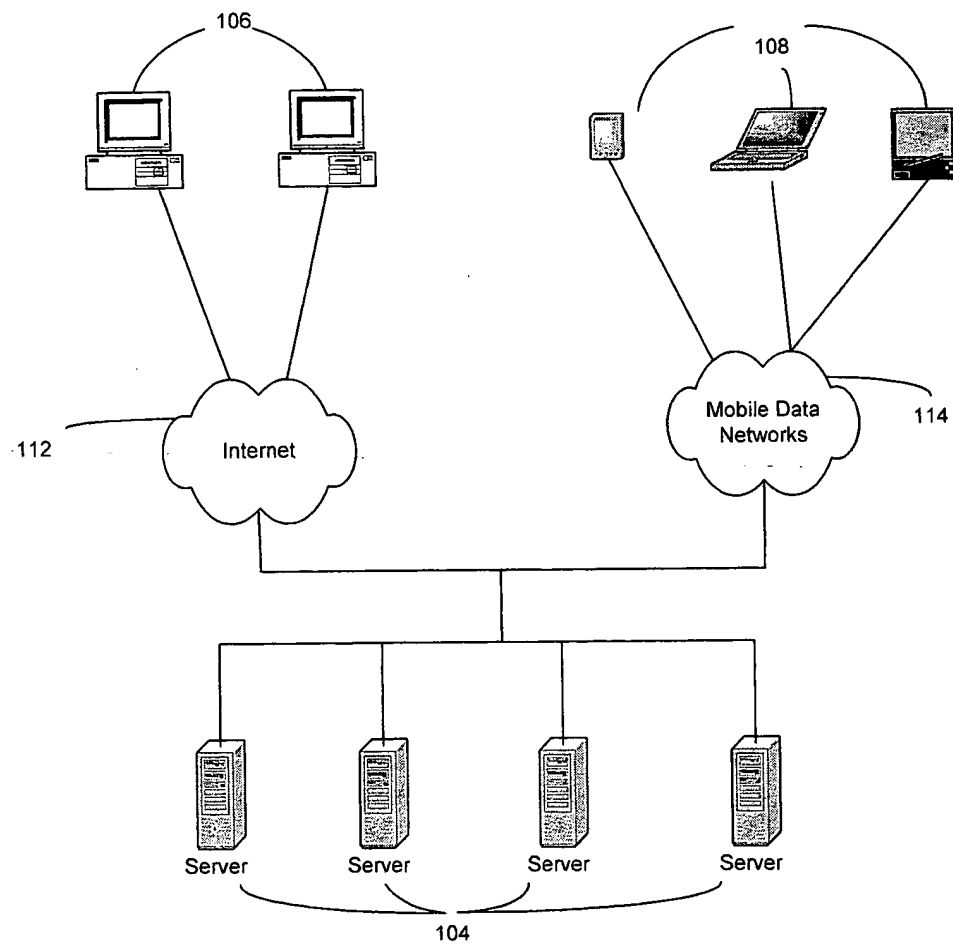 106
108
112
Internet
Mobile Data
Networks
114
Server
Server
Server
Server
104